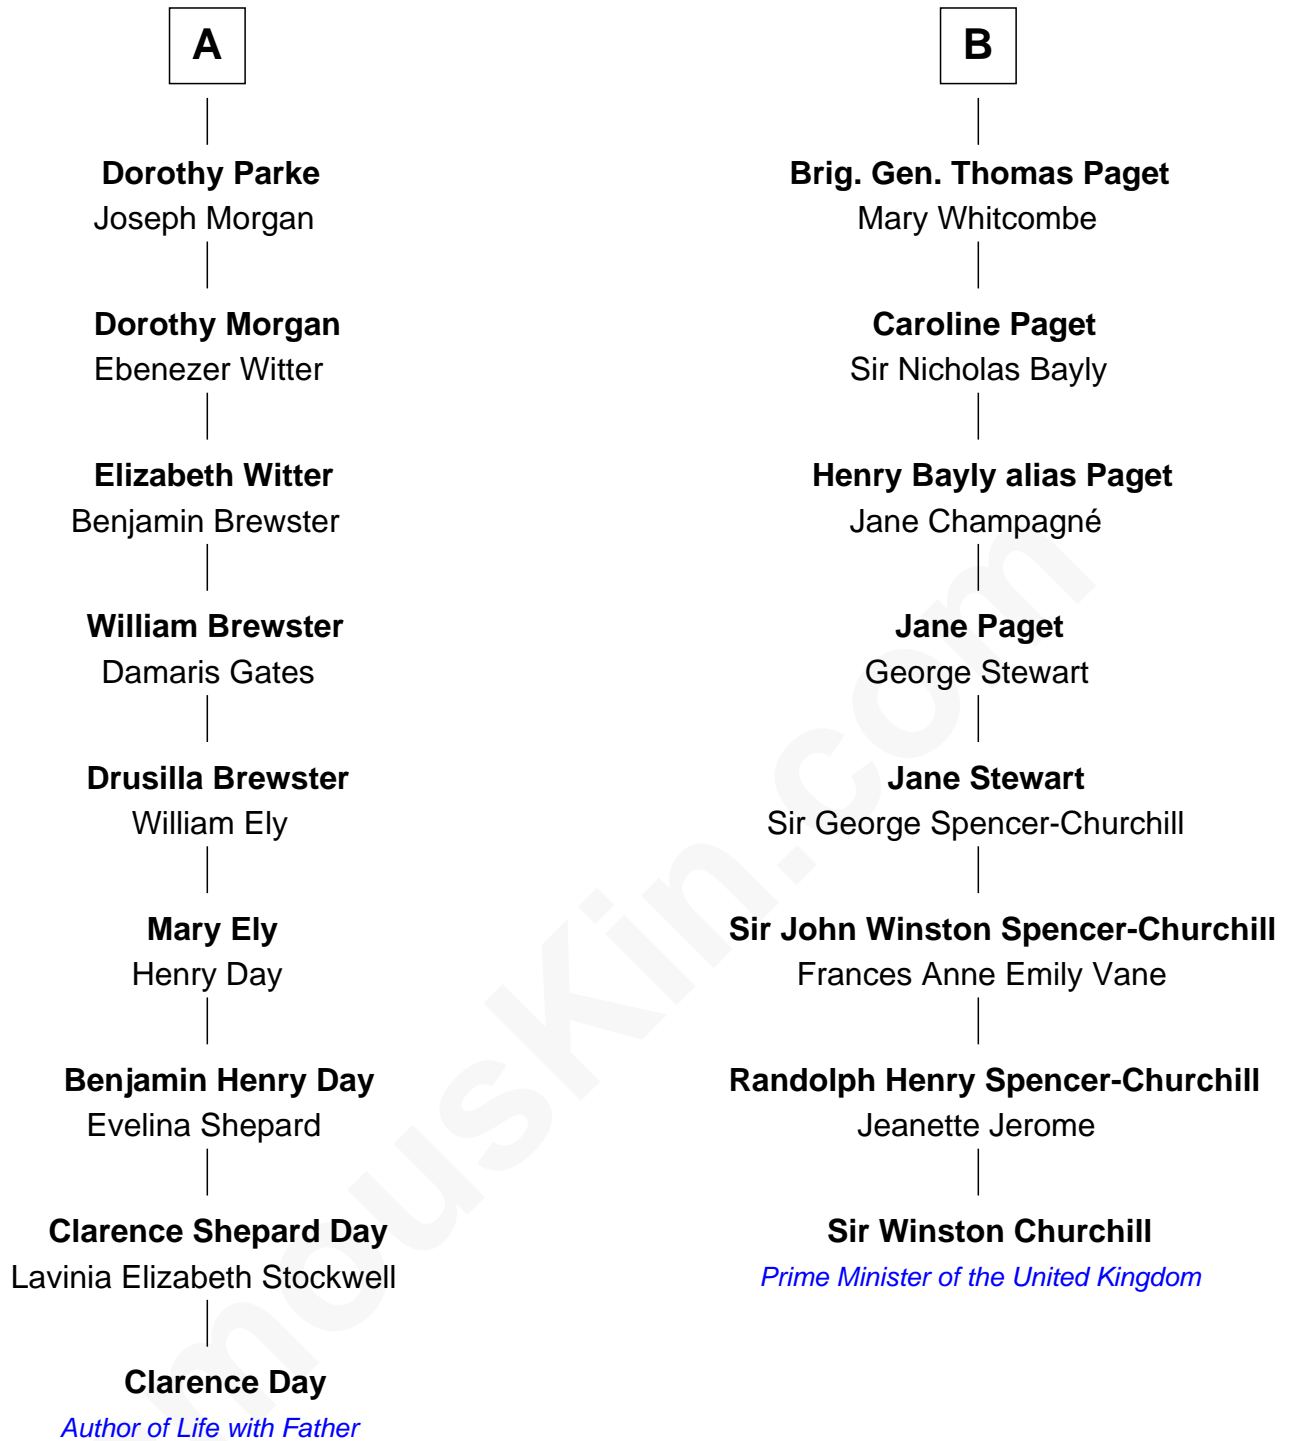 A
Dorothy Parke
Joseph Morgan
Dorothy Morgan
Ebenezer Witter
Elizabeth Witter
Benjamin Brewster
William Brewster
Damaris Gates
Drusilla Brewster
William Ely
Mary Ely
Henry Day
Benjamin Henry Day
Evelina Shepard
Clarence Shepard Day
Lavinia Elizabeth Stockwell
Clarence Day
Author of Life with Father
B
Brig. Gen. Thomas Paget
Mary Whitcombe
Caroline Paget
Sir Nicholas Bayly
Henry Bayly alias Paget
Jane Champagné
Jane Paget
George Stewart
Jane Stewart
Sir George Spencer-Churchill
Sir John Winston Spencer-Churchill
Frances Anne Emily Vane
Randolph Henry Spencer-Churchill
Jeanette Jerome
Sir Winston Churchill
Prime Minister of the United Kingdom
mousKin.com